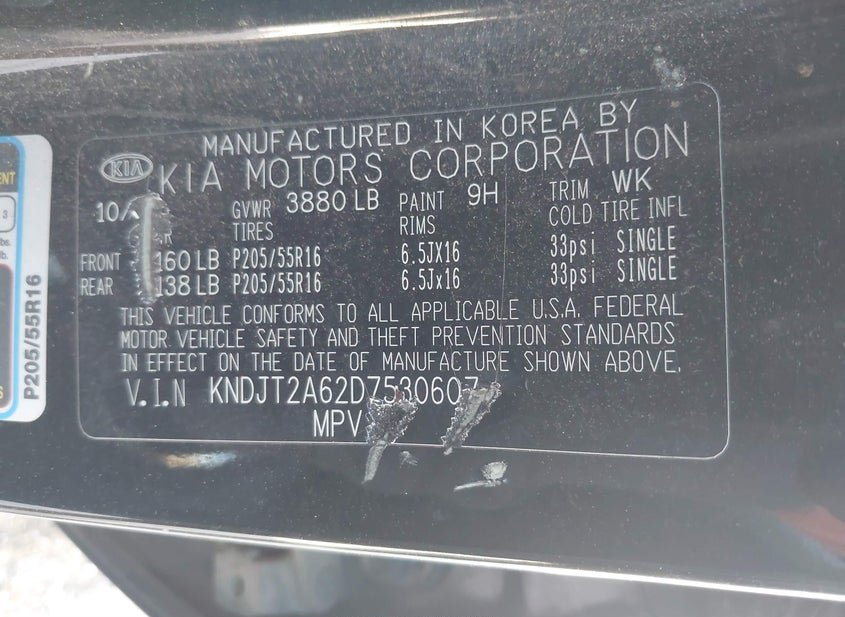 MANUFACTURED IN KOREA BY
KIA KIA MOTORS CORPORATION
GVWR 3880 LB PAINT 9H TRIM WK
TIRES RIMS COLD TIRE INFL
FRONT 160 LB P205/55R16 6.5JX16 33psi SINGLE
REAR 138 LB P205/55R16 6.5Jx16 33psi SINGLE
THIS VEHICLE CONFORMS TO ALL APPLICABLE U.S.A. FEDERAL
MOTOR VEHICLE SAFETY AND THEFT PREVENTION STANDARDS
IN EFFECT ON THE DATE OF MANUFACTURE SHOWN ABOVE.
V.I.N KNDJT2A62D7530607
MPV
P205/55R16